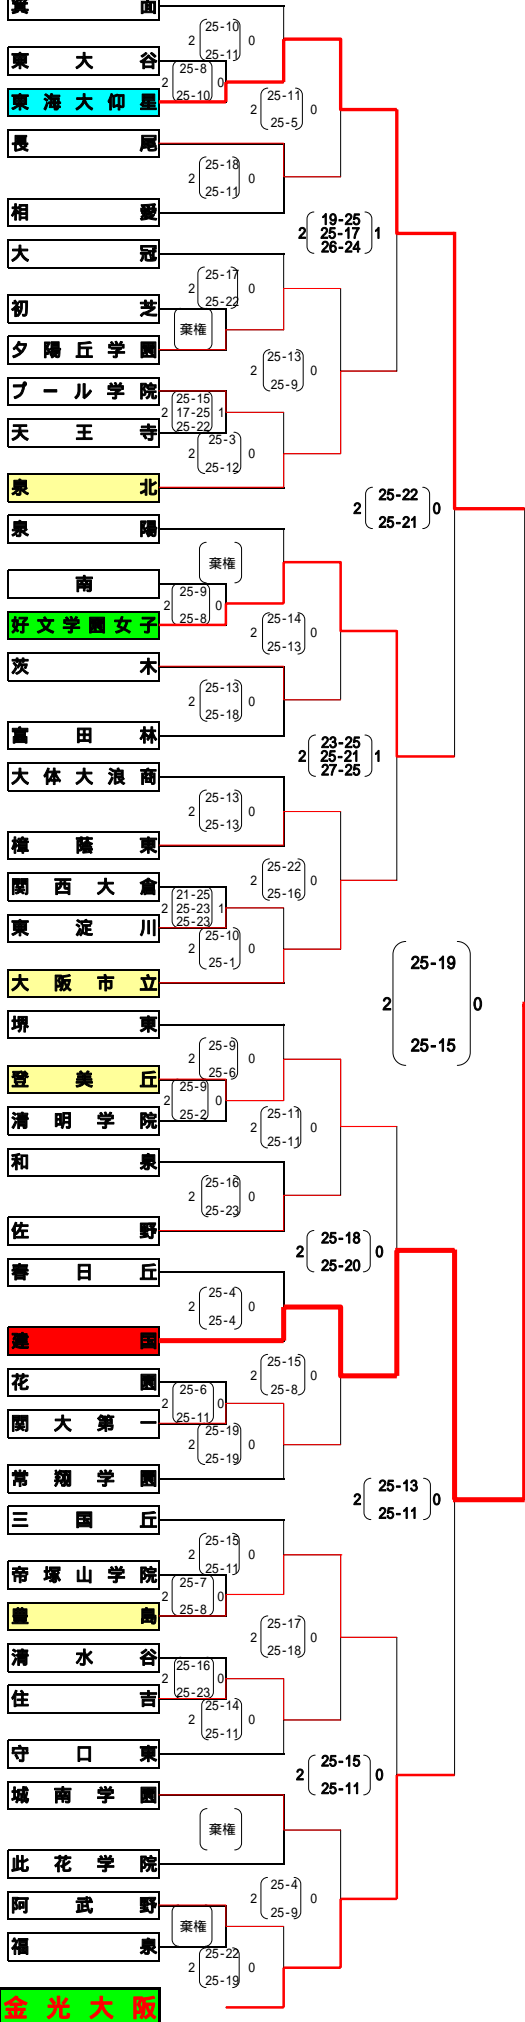 箕面
25-10
2 0
25-11
東大谷
25-8
2 0
25-10
東海大仰星
25-11
2 0
25-5
長尾
25-18
2 0
25-11
相愛
19-25
2 25-17 1
26-24
大冠
25-17
2 0
25-22
初芝
棄権
夕陽丘学園
25-13
2 0
25-9
プール学院
25-15
2 17-25 1
25-22
天王寺
25-3
2 0
25-12
泉北
25-22
2 0
25-21
泉陽
棄権
南
25-9
2 0
25-8
好文学園女子
25-14
2 0
25-13
茨木
25-13
2 0
25-18
富田林
23-25
2 25-21 1
27-25
大体大浪商
25-13
2 0
25-13
樟蔭東
25-22
2 0
25-16
関西大倉
21-25
2 25-23 1
25-23
東淀川
25-10
2 0
25-1
大阪市立
25-19
2 0
25-15
堺東
25-9
2 0
25-6
登美丘
25-9
2 0
25-2
清明学院
25-11
2 0
25-11
和泉
25-16
2 0
25-23
佐野
25-18
2 0
25-20
春日丘
25-4
2 0
25-4
建国
25-15
2 0
25-8
花園
25-6
2 0
25-11
関大第一
25-19
2 0
25-19
常翔学園
25-13
2 0
25-11
三国丘
25-15
2 0
25-11
帝塚山学院
25-7
2 0
25-8
豊島
25-17
2 0
25-18
清水谷
25-16
2 0
25-23
住吉
25-14
2 0
25-11
守口東
25-15
2 0
25-11
城南学園
棄権
此花学院
25-4
2 0
25-9
阿武野
棄権
福泉
25-22
2 0
25-19
金光大阪